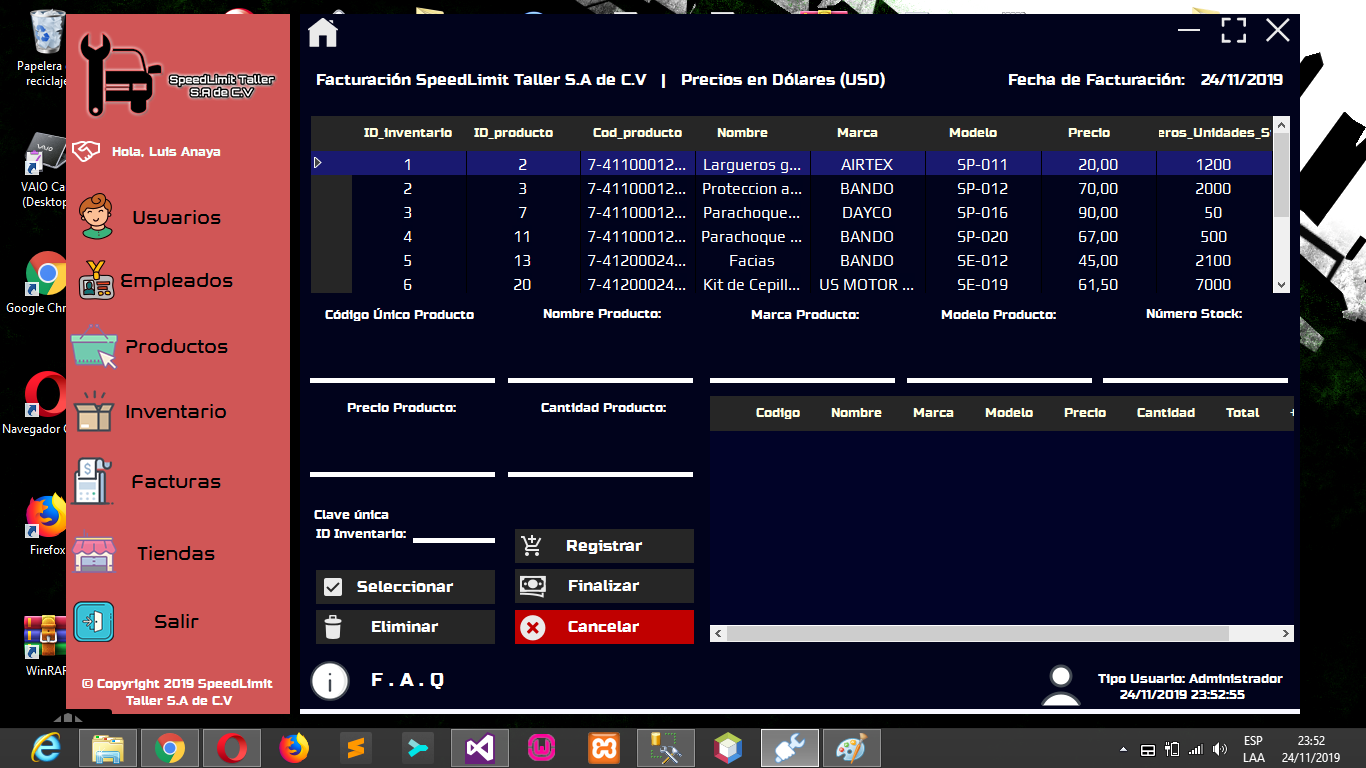 Papelera
reciclaje
VAIO Ca
(Desktop
Google Chr
Navegador
Firefox
WinRAR
SpeedLimit Taller
S.A de C.V
Hola, Luis Anaya
Usuarios
Empleados
Productos
Inventario
Facturas
Tiendas
Salir
© Copyright 2019 SpeedLimit
Taller S.A de C.V
Facturación SpeedLimit Taller S.A de C.V | Precios en Dólares (USD) Fecha de Facturación: 24/11/2019
ID_Inventario ID_producto Cod_producto Nombre Marca Modelo Precio eros_Unidades_S
1 2 7-41100012... Largueros g... AIRTEX SP-011 20,00 1200
2 3 7-41100012... Proteccion a... BANDO SP-012 70,00 2000
3 7 7-41100012... Parachoque... DAYCO SP-016 90,00 50
4 11 7-41100012... Parachoque ... BANDO SP-020 67,00 500
5 13 7-41200024... Facias BANDO SE-012 45,00 2100
6 20 7-41200024... Kit de Cepill... US MOTOR ... SE-019 61,50 7000
Código Único Producto Nombre Producto: Marca Producto: Modelo Producto: Número Stock:
Precio Producto: Cantidad Producto:
Codigo Nombre Marca Modelo Precio Cantidad Total
Clave única
ID Inventario:
Registrar
Seleccionar
Finalizar
Eliminar
Cancelar
F . A . Q
Tipo Usuario: Administrador
24/11/2019 23:52:55
ESP
LAA
23:52
24/11/2019